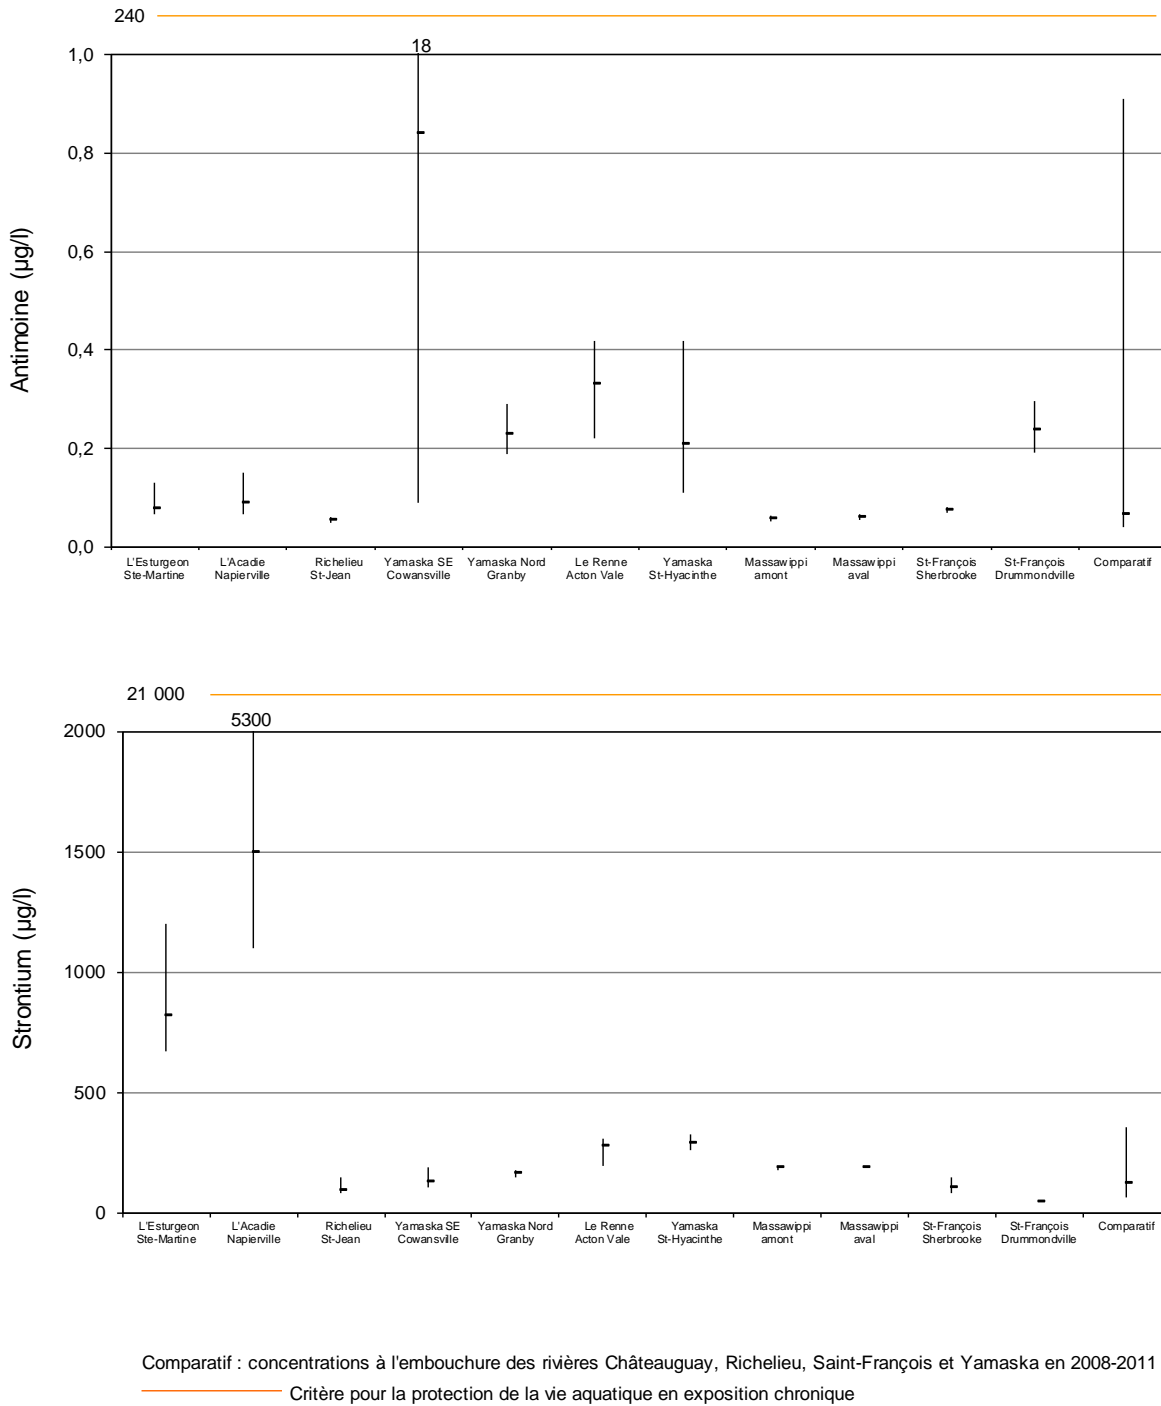 240
18
1,0
0,8
0,6
0,4
0,2
0,0
Antimoine (µg/l)
L'Esturgeon Ste-Martine
L'Acadie Napierville
Richelieu St-Jean
Yamaska SE Cowansville
Yamaska Nord Granby
Le Renne Acton Vale
Yamaska St-Hyacinthe
Massawippi amont
Massawippi aval
St-François Sherbrooke
St-François Drummondville
Comparatif
21 000
5300
2000
1500
1000
500
0
Strontium (µg/l)
L'Esturgeon Ste-Martine
L'Acadie Napierville
Richelieu St-Jean
Yamaska SE Cowansville
Yamaska Nord Granby
Le Renne Acton Vale
Yamaska St-Hyacinthe
Massawippi amont
Massawippi aval
St-François Sherbrooke
St-François Drummondville
Comparatif
Comparatif : concentrations à l'embouchure des rivières Châteauguay, Richelieu, Saint-François et Yamaska en 2008-2011
Critère pour la protection de la vie aquatique en exposition chronique